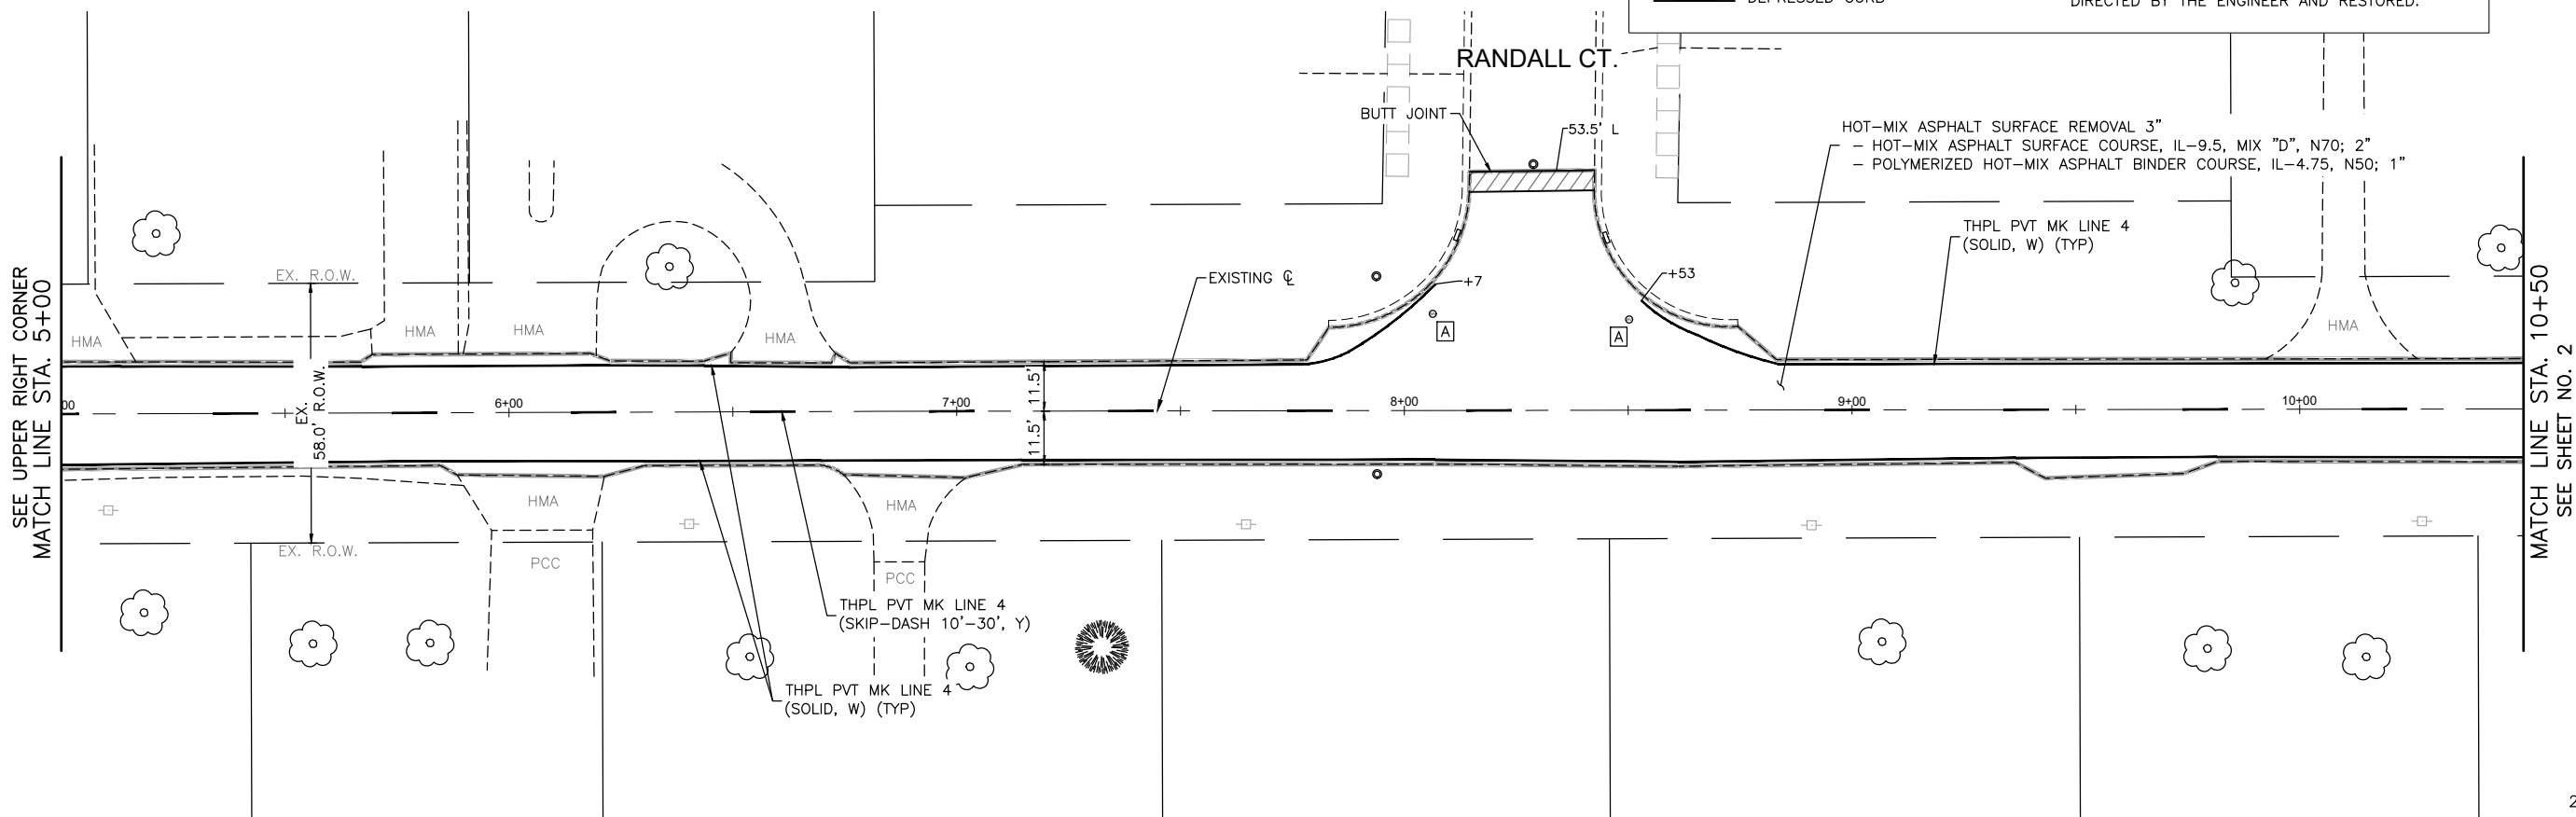 DEPRESSED CURB
DIRECTED BY THE ENGINEER AND RESTORED.
RANDALL CT.
BUTT JOINT
53.5' L
HOT-MIX ASPHALT SURFACE REMOVAL 3"
- HOT-MIX ASPHALT SURFACE COURSE, IL-9.5, MIX "D", N70; 2"
- POLYMERIZED HOT-MIX ASPHALT BINDER COURSE, IL-4.75, N50; 1"
THPL PVT MK LINE 4
(SOLID, W) (TYP)
SEE UPPER RIGHT CORNER
MATCH LINE STA. 5+00
EX. R.O.W.
EXISTING ℄
+7
+53
A
A
HMA
HMA
HMA
HMA
HMA
00
6+00
7+00
8+00
9+00
10+00
EX.
58.0' R.O.W.
11.5'
11.5'
MATCH LINE STA. 10+50
SEE SHEET NO. 2
HMA
HMA
EX. R.O.W.
PCC
PCC
THPL PVT MK LINE 4
(SKIP-DASH 10'-30', Y)
THPL PVT MK LINE 4
(SOLID, W) (TYP)
2